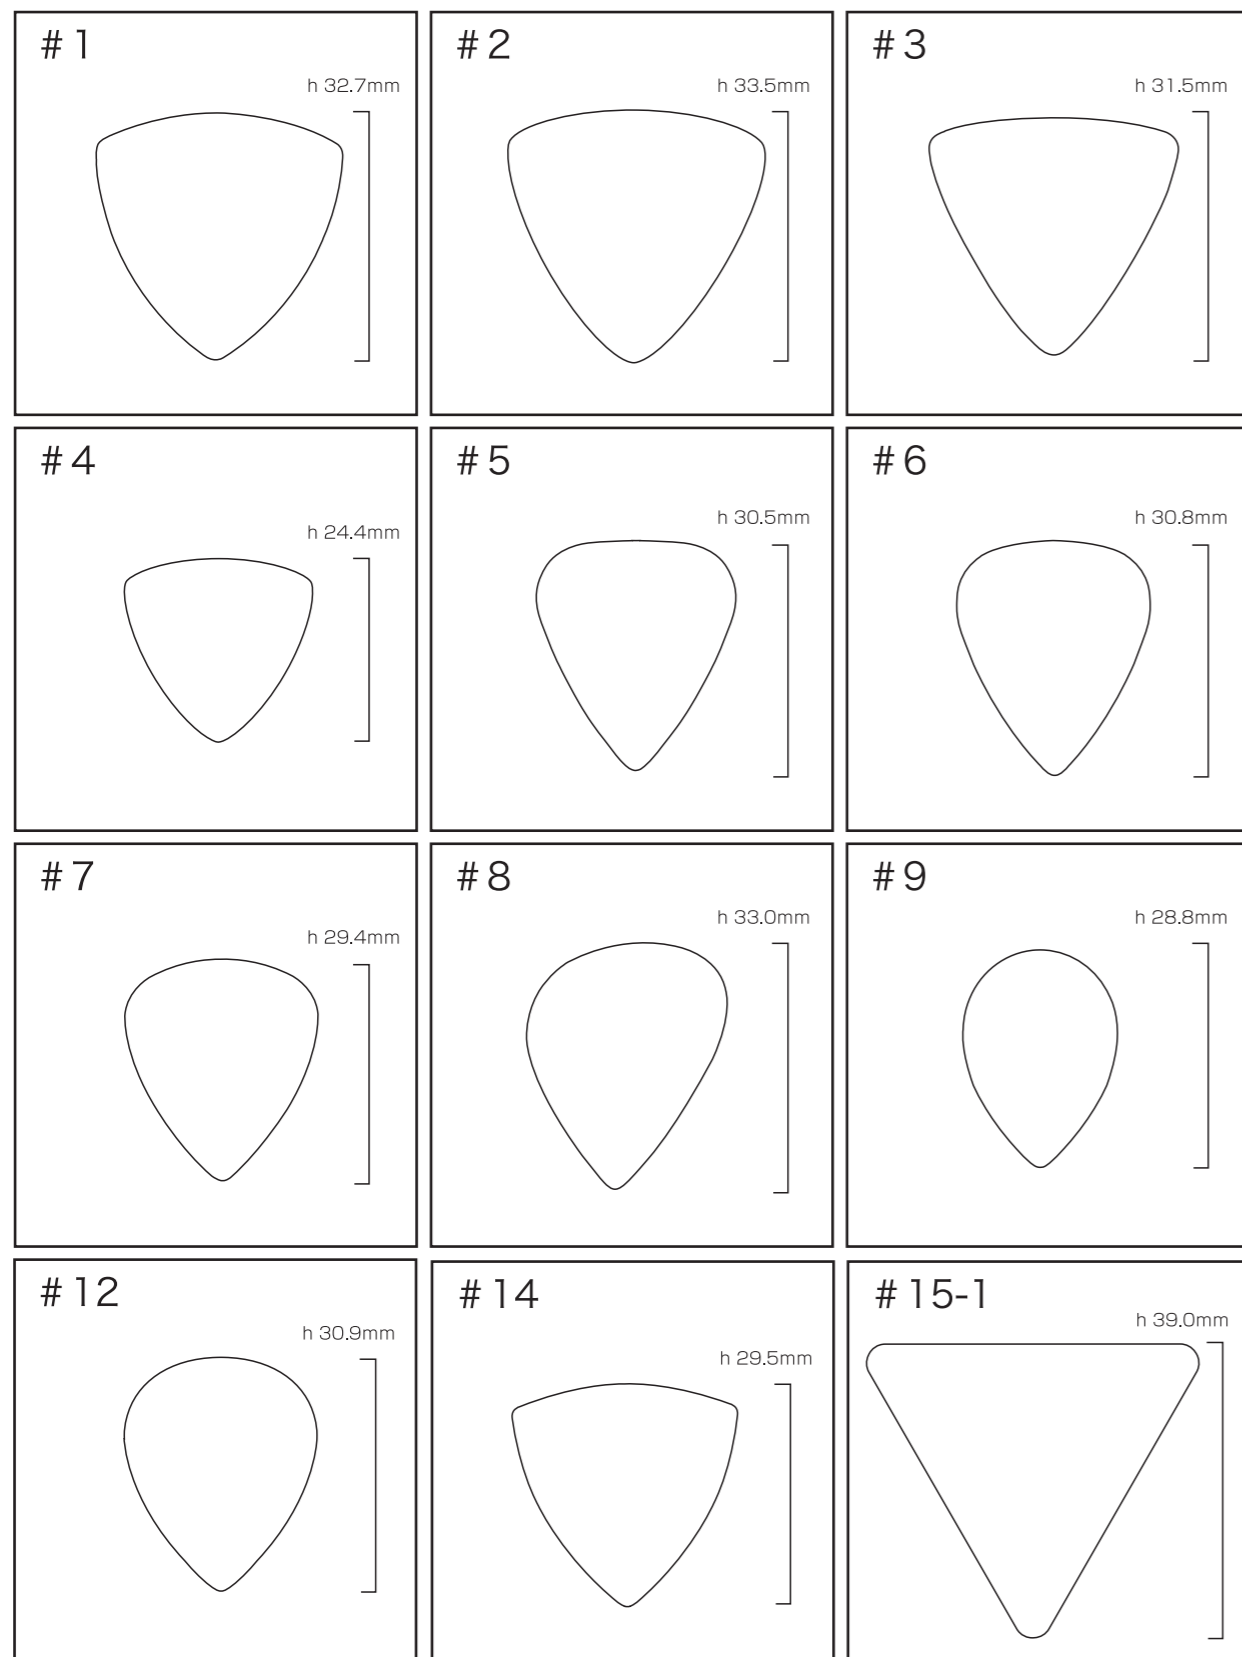 #1
h 32.7mm
#2
h 33.5mm
#3
h 31.5mm
#4
h 24.4mm
#5
h 30.5mm
#6
h 30.8mm
#7
h 29.4mm
#8
h 33.0mm
#9
h 28.8mm
#12
h 30.9mm
#14
h 29.5mm
#15-1
h 39.0mm